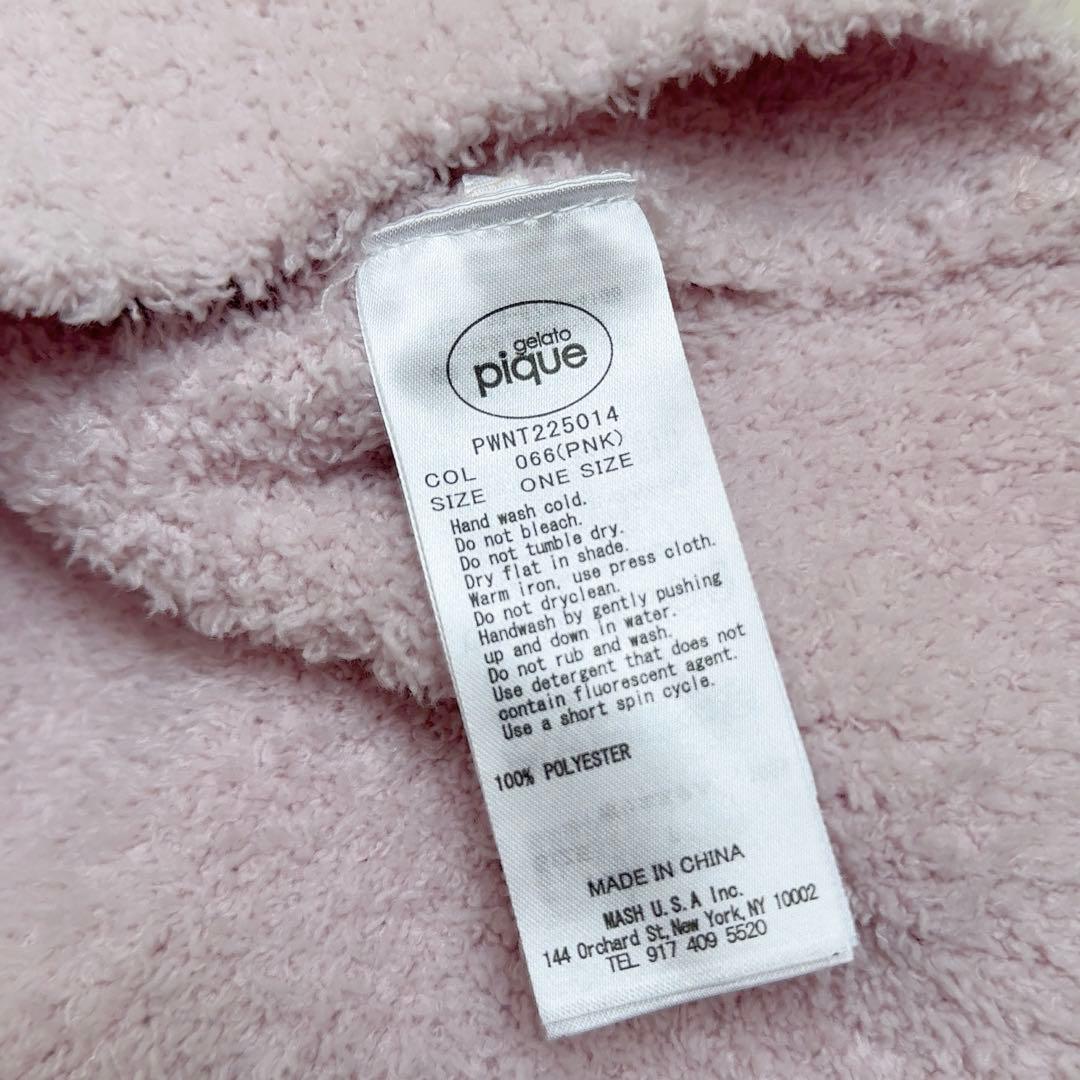 gelato
pique
PWNT225014
COL 066(PNK)
SIZE ONE SIZE
Hand wash cold.
Do not bleach.
Do not tumble dry.
Dry flat in shade.
Warm iron, use press cloth.
Do not dryclean.
Handwash by gently pushing
up and down in water.
Do not rub and wash.
Use detergent that does not
contain fluorescent agent.
Use a short spin cycle.
100% POLYESTER
MADE IN CHINA
MASH U.S.A Inc.
144 Orchard St, New York, NY 10002
TEL 917 409 5520